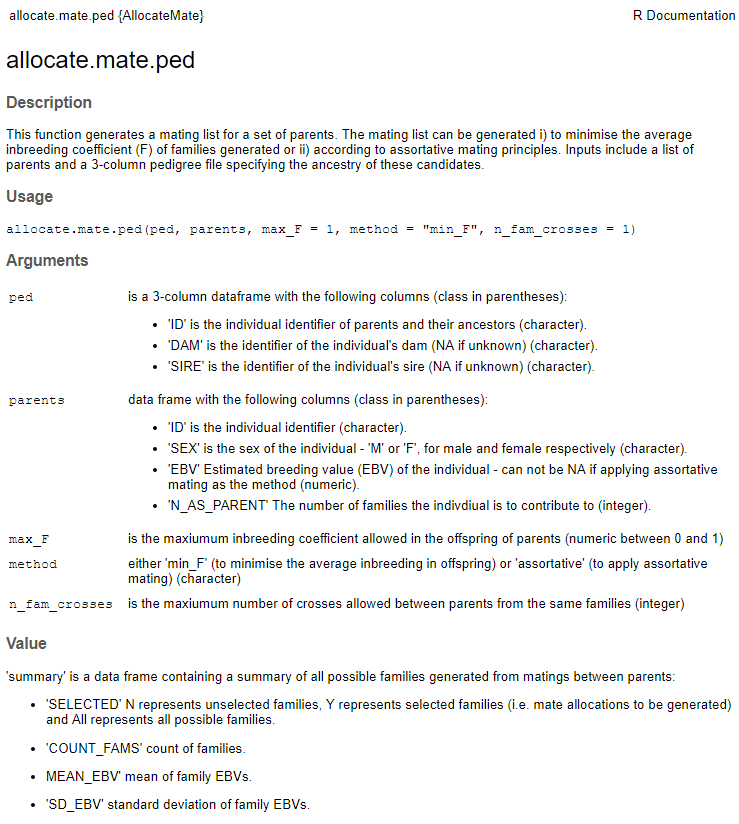 allocate.mate.ped {AllocateMate} R Documentation
allocate.mate.ped
Description
This function generates a mating list for a set of parents. The mating list can be generated i) to minimise the average
inbreeding coefficient (F) of families generated or ii) according to assortative mating principles. Inputs include a list of
parents and a 3-column pedigree file specifying the ancestry of these candidates.
Usage
allocate.mate.ped(ped, parents, max_F = 1, method = "min_F", n_fam_crosses = 1)
Arguments
ped is a 3-column dataframe with the following columns (class in parentheses):
• 'ID' is the individual identifier of parents and their ancestors (character).
• 'DAM' is the identifier of the individual's dam (NA if unknown) (character).
• 'SIRE' is the identifier of the individual's sire (NA if unknown) (character).
parents data frame with the following columns (class in parentheses):
• 'ID' is the individual identifier (character).
• 'SEX' is the sex of the individual - 'M' or 'F', for male and female respectively (character).
• 'EBV' Estimated breeding value (EBV) of the individual - can not be NA if applying assortative
mating as the method (numeric).
• 'N_AS_PARENT' The number of families the indivdiual is to contribute to (integer).
max_F is the maxiumum inbreeding coefficient allowed in the offspring of parents (numeric between 0 and 1)
method either 'min_F' (to minimise the average inbreeding in offspring) or 'assortative' (to apply assortative
mating) (character)
n_fam_crosses is the maxiumum number of crosses allowed between parents from the same families (integer)
Value
'summary' is a data frame containing a summary of all possible families generated from matings between parents:
• 'SELECTED' N represents unselected families, Y represents selected families (i.e. mate allocations to be generated)
and All represents all possible families.
• 'COUNT_FAMS' count of families.
• MEAN_EBV' mean of family EBVs.
• 'SD_EBV' standard deviation of family EBVs.